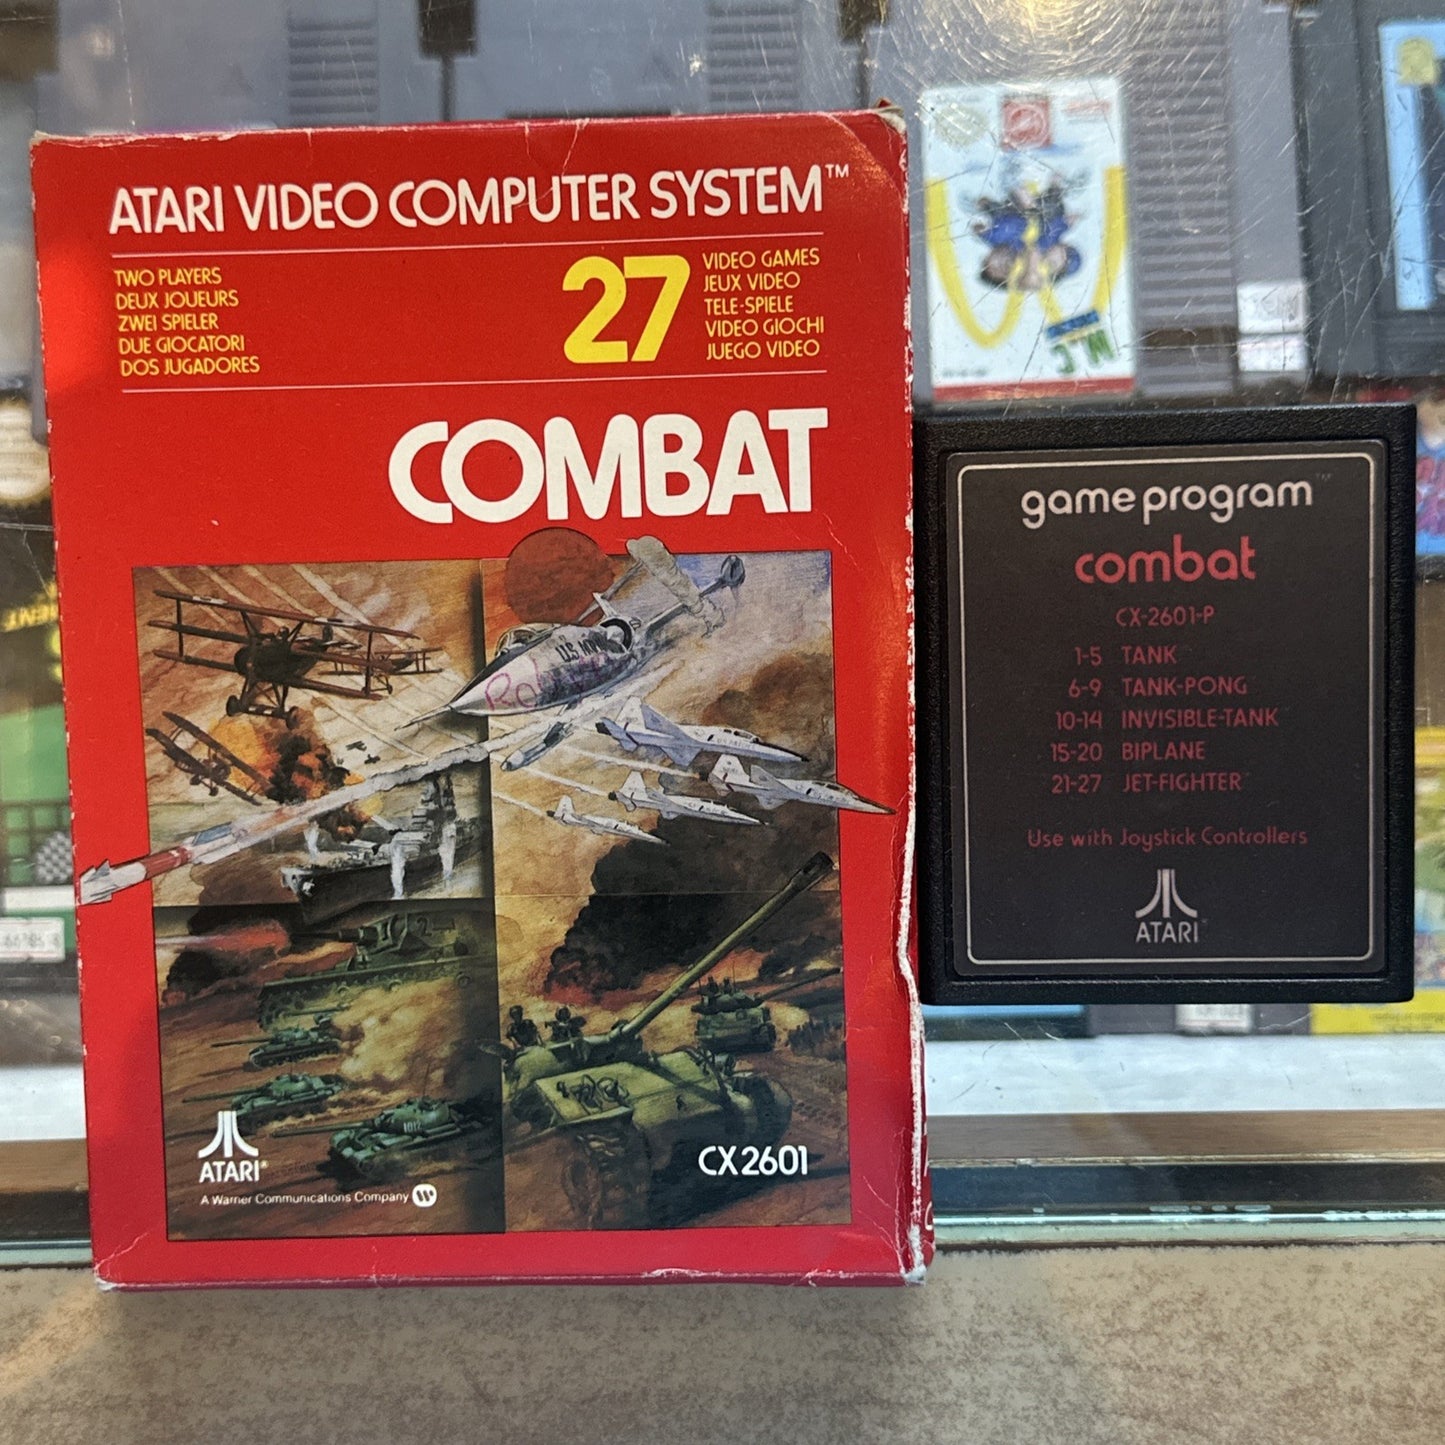 ATARI VIDEO COMPUTER SYSTEM™
TWO PLAYERS
DEUX JOUEURS
ZWEI SPIELER
DUE GIOCATORI
DOS JUGADORES
27
VIDEO GAMES
JEUX VIDEO
TELE-SPIELE
VIDEO GIOCHI
JUEGO VIDEO
COMBAT
U.S.
1012
ATARI®
A Warner Communications Company
CX2601
game program™
combat
CX-2601-P
1-5 TANK
6-9 TANK-PONG
10-14 INVISIBLE-TANK
15-20 BIPLANE
21-27 JET-FIGHTER
Use with Joystick Controllers
ATARI®